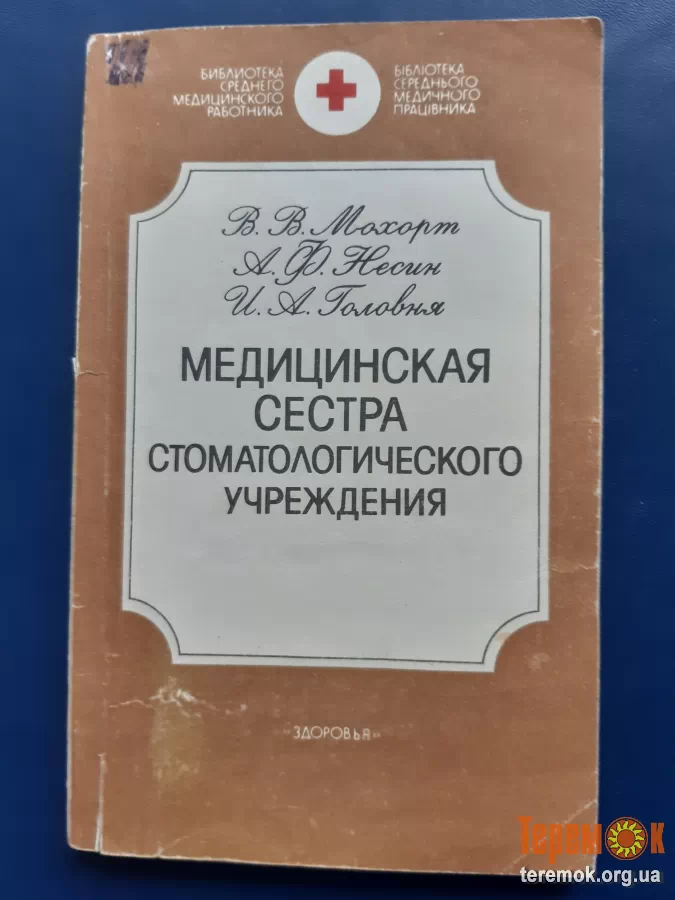 БИБЛИОТЕКА
СРЕДНЕГО
МЕДИЦИНСКОГО
РАБОТНИКА
БІБЛІОТЕКА
СЕРЕДНЬОГО
МЕДИЧНОГО
ПРАЦІВНИКА
В. В. Мохорт
А. Ф. Несин
И. А. Головня
МЕДИЦИНСКАЯ
СЕСТРА
СТОМАТОЛОГИЧЕСКОГО
УЧРЕЖДЕНИЯ
«ЗДОРОВЬЯ»
Теремок
teremok.org.ua